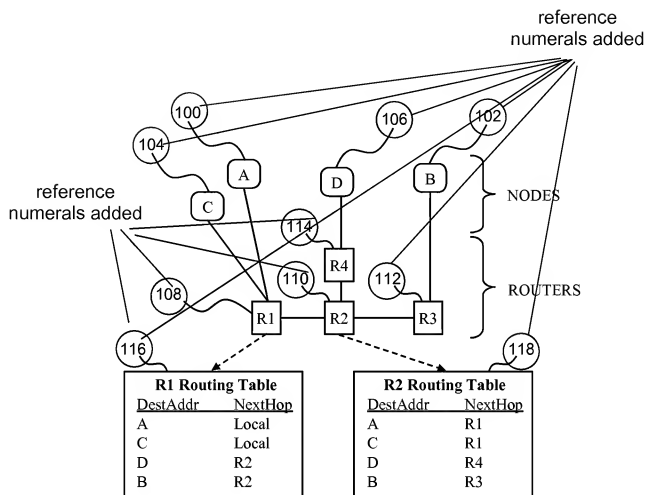 reference
numerals added
100
106
102
104
A
D
B
reference
numerals added
C
NODES
114
R4
110
112
108
ROUTERS
R1
R2
R3
116
118
R1 Routing Table
DestAddr NextHop
A Local
C Local
D R2
B R2
R2 Routing Table
DestAddr NextHop
A R1
C R1
D R4
B R3